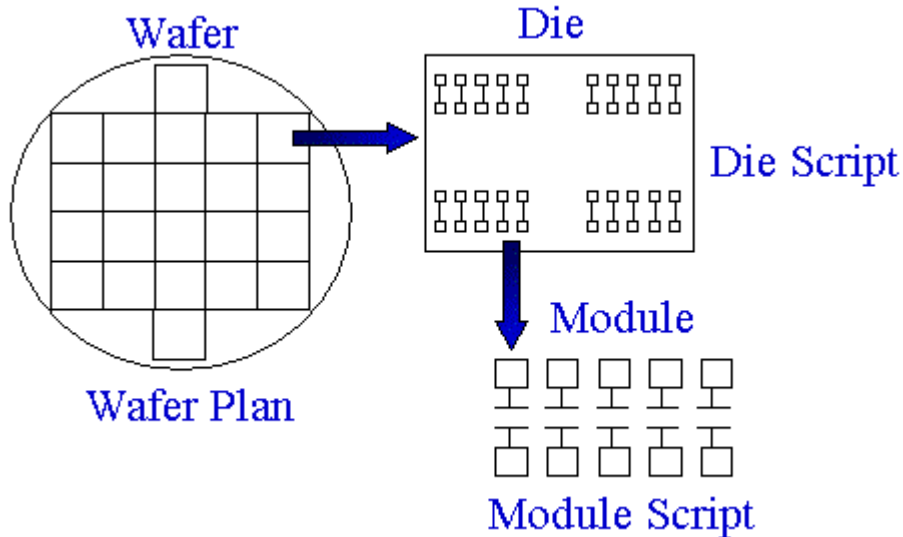 Wafer
Die
Die Script
Module
Wafer Plan
Module Script